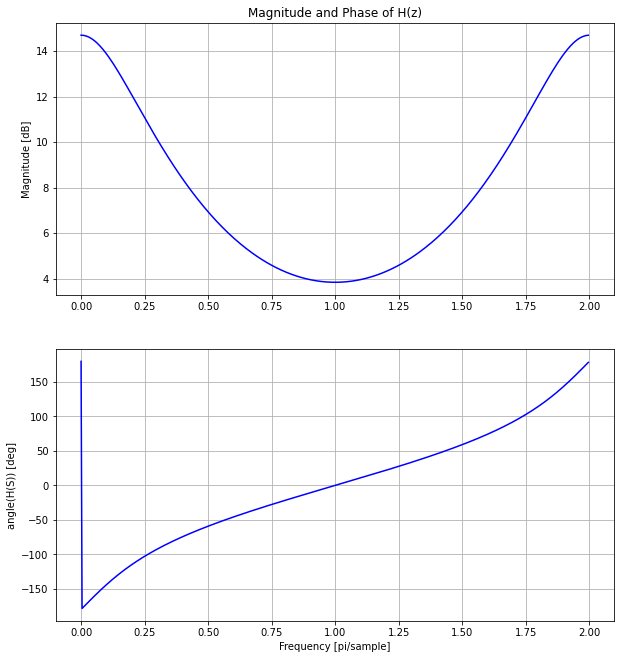 Magnitude and Phase of H(z)
Magnitude [dB]
14
12
10
8
6
4
0.00 0.25 0.50 0.75 1.00 1.25 1.50 1.75 2.00
angle(H(S)) [deg]
150
100
50
0
−50
−100
−150
0.00 0.25 0.50 0.75 1.00 1.25 1.50 1.75 2.00
Frequency [pi/sample]